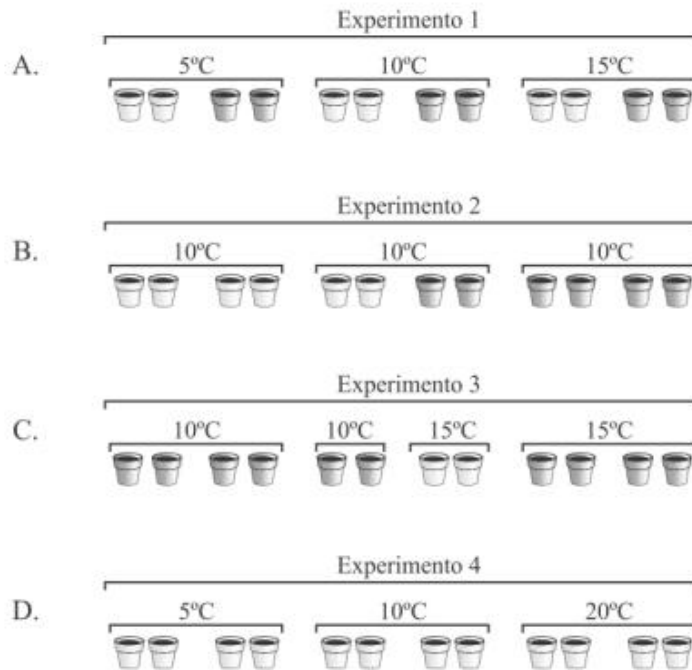 Experimento 1
A.
5ºC 10ºC 15ºC
Experimento 2
B.
10ºC 10ºC 10ºC
Experimento 3
C.
10ºC 10ºC 15ºC 15ºC
Experimento 4
D.
5ºC 10ºC 20ºC